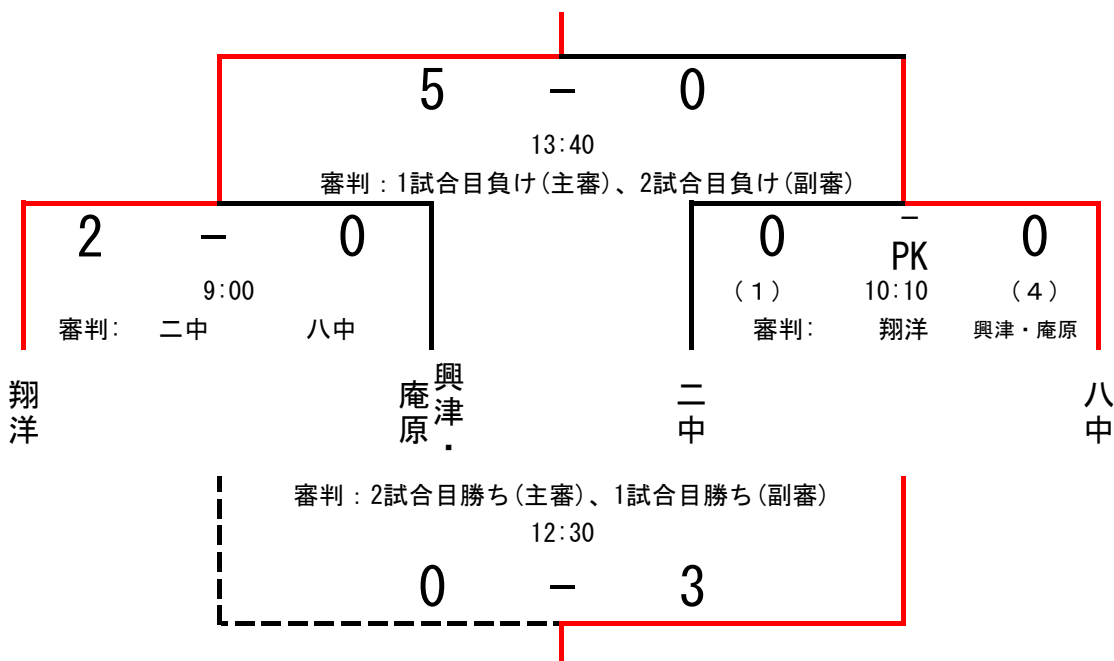 5 － 0
13:40
審判：1試合目負け(主審)、2試合目負け(副審)
2 － 0
9:00
審判： 二中 八中
0 － 0
PK
（１） 10:10 （４）
審判： 翔洋 興津・庵原
翔洋
興津・
庵原
二中
八中
審判：2試合目勝ち(主審)、1試合目勝ち(副審)
12:30
0 － 3